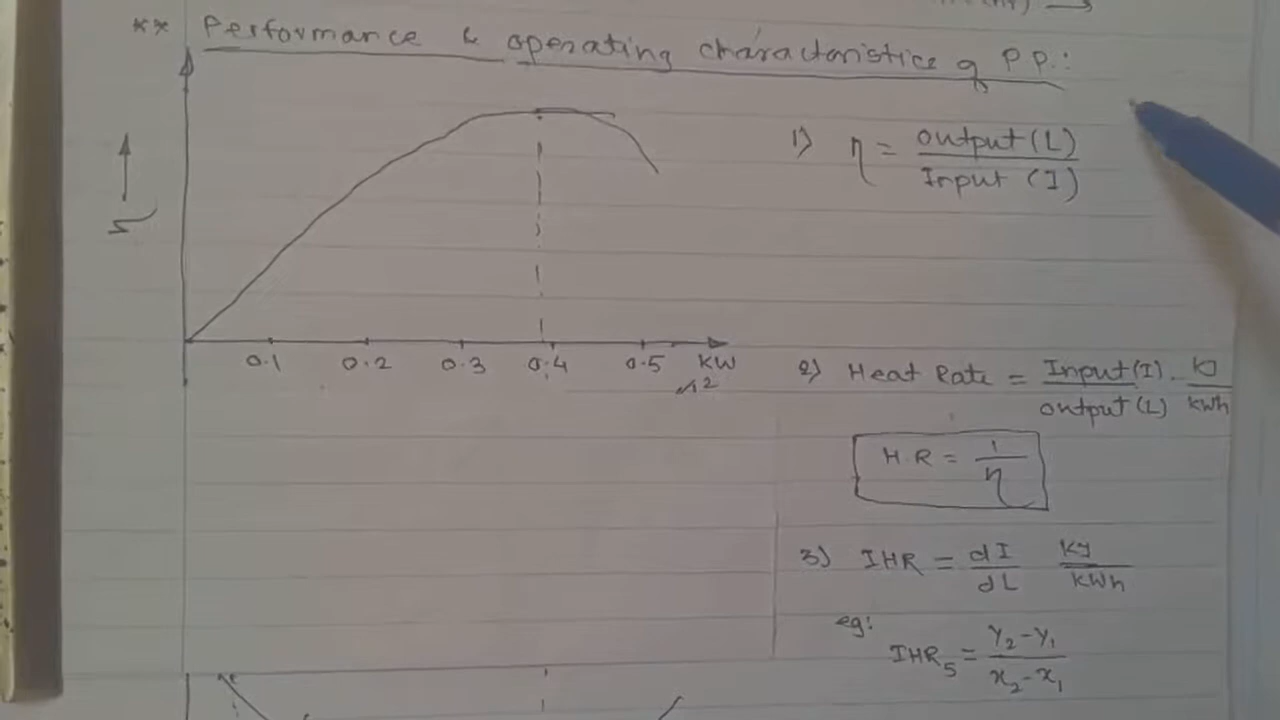 ** Performance & operating characteristics of P.P.:
1) η = output (L) / Input (I)
0.1 0.2 0.3 0.4 0.5 KW
2) Heat Rate = Input (I) / output (L) . KJ / kWh
H.R = 1 / η
3) IHR = dI / dL KJ / KWh
eg:
IHR₅ = Y₂ - Y₁ / x₂ - x₁